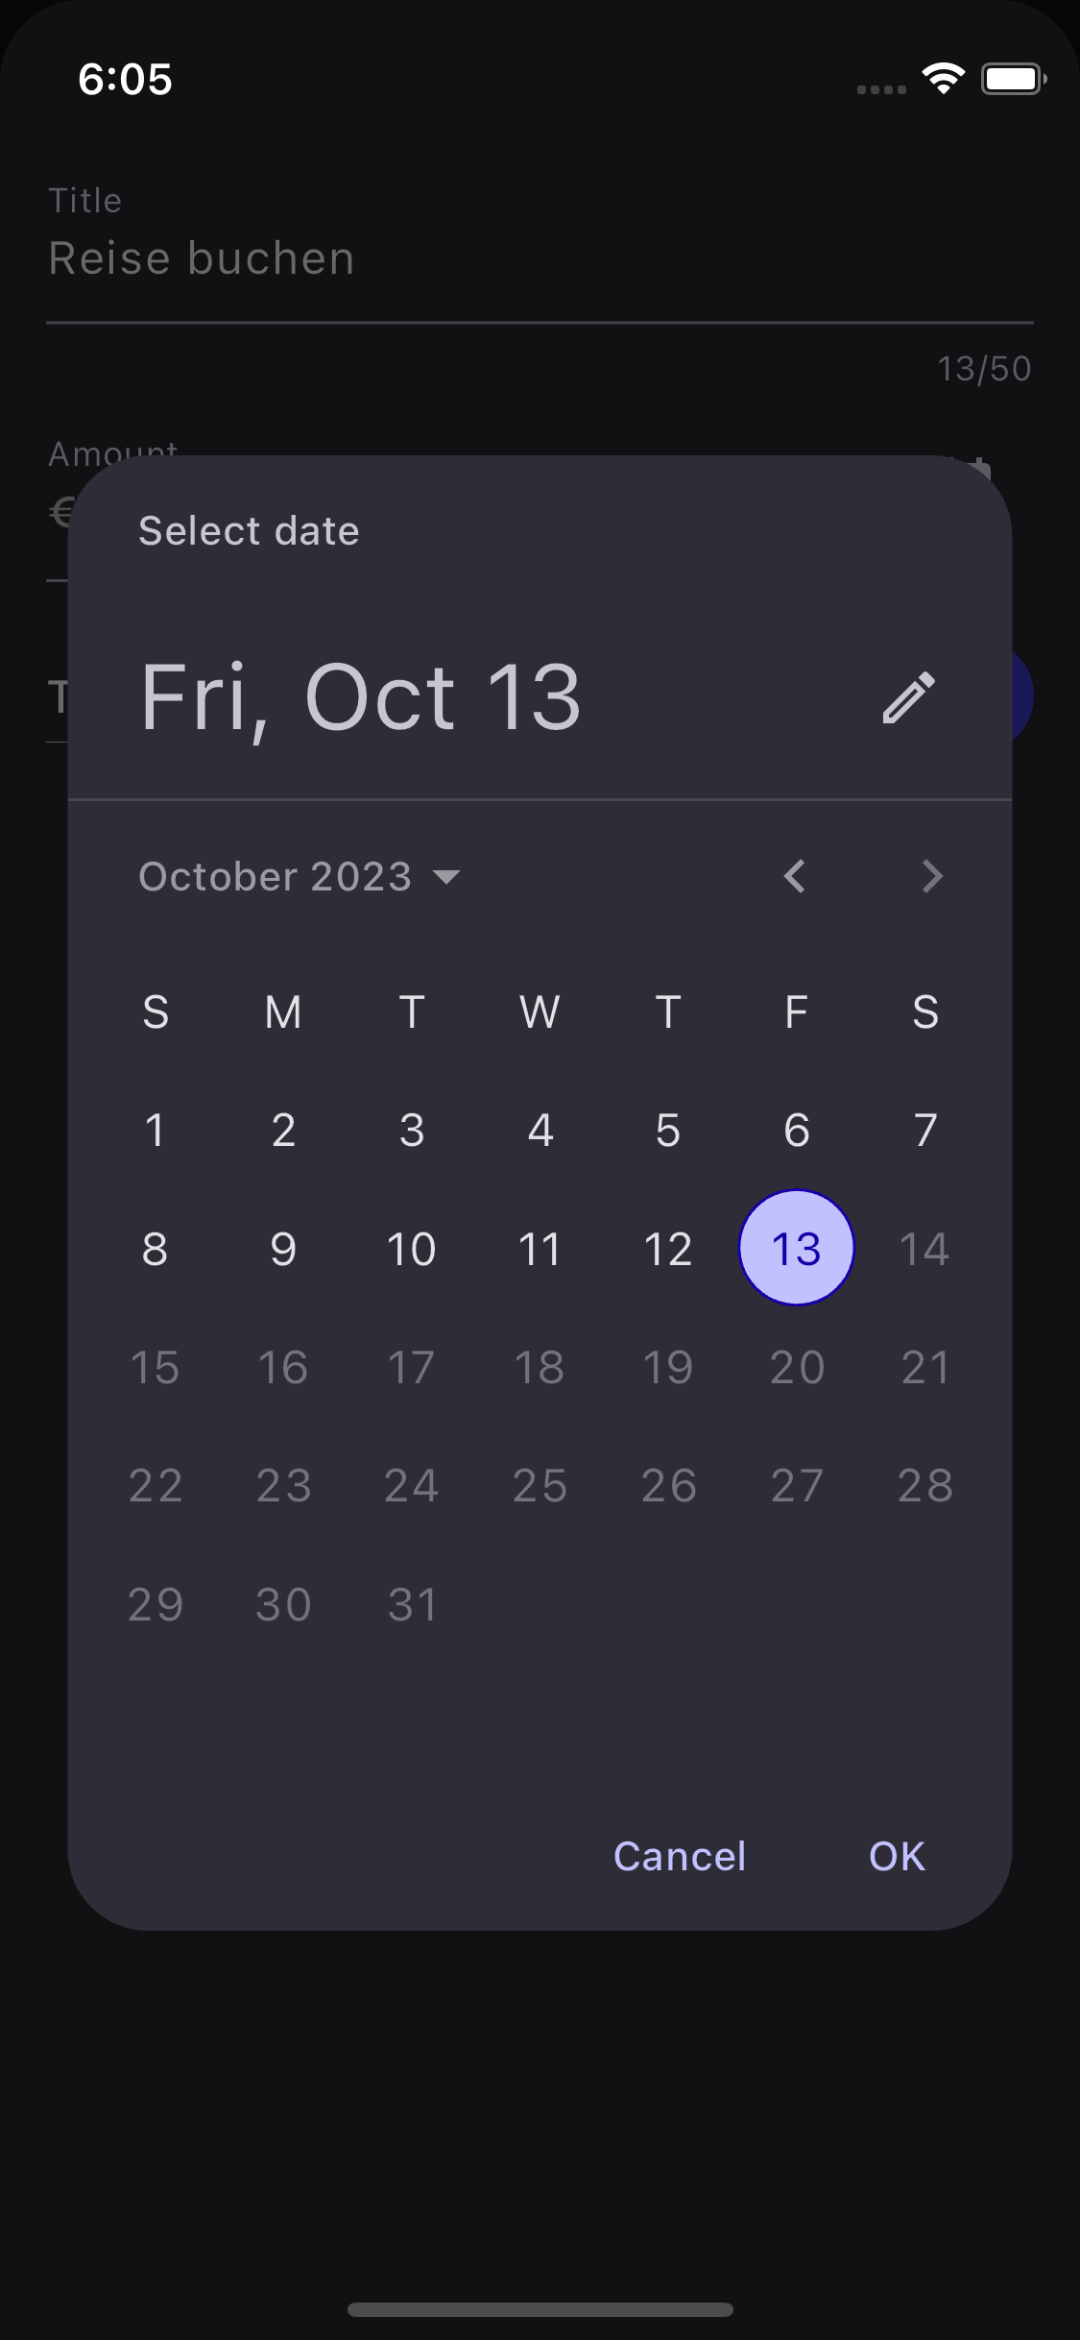 6:05
Title
Reise buchen
13/50
Amount
€
Select date
T
Fri, Oct 13
October 2023
S M T W T F S
1 2 3 4 5 6 7
8 9 10 11 12 13 14
15 16 17 18 19 20 21
22 23 24 25 26 27 28
29 30 31
Cancel OK